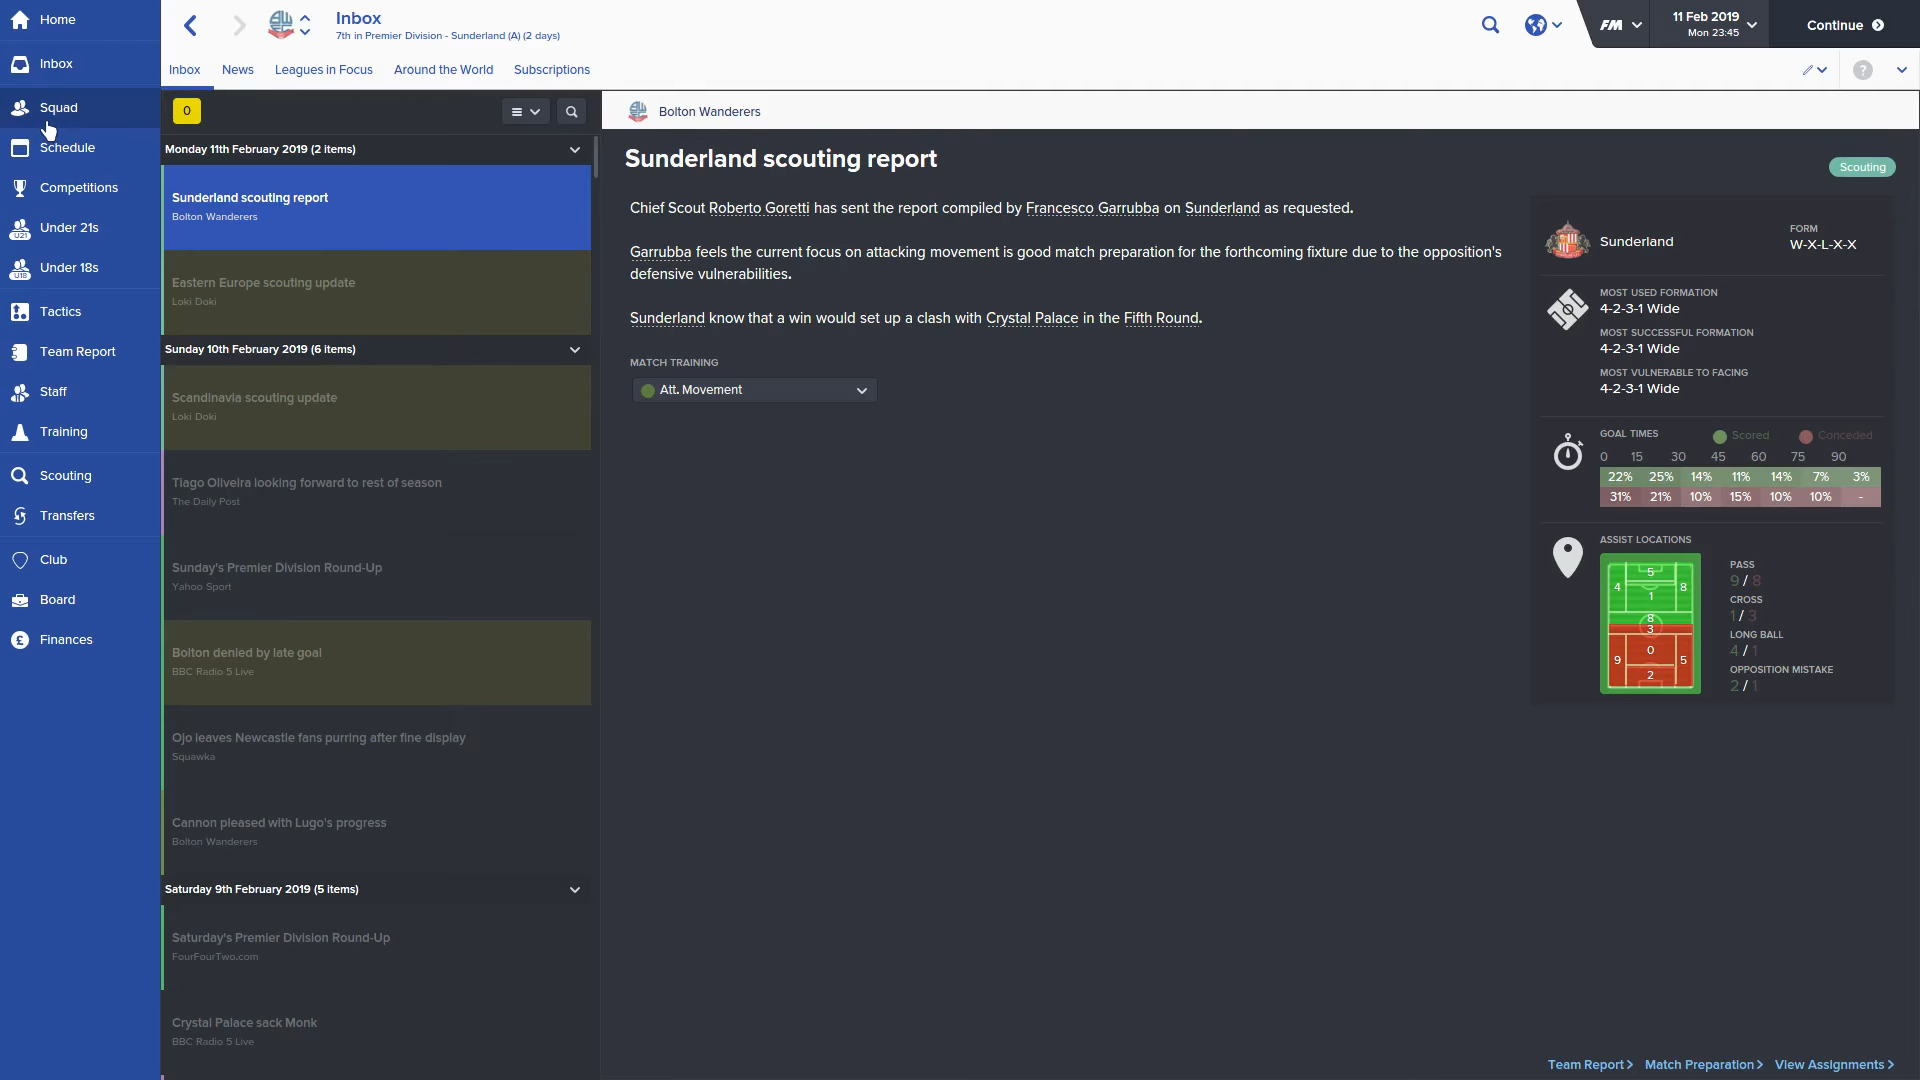 Home
Inbox
Squad
Schedule
Competitions
U21
Under 21s
U18
Under 18s
Tactics
Team Report
Staff
Training
Scouting
Transfers
Club
Board
Finances
Inbox
7th in Premier Division - Sunderland (A) (2 days)
FM
11 Feb 2019
Mon 23:45
Continue
Inbox News Leagues in Focus Around the World Subscriptions
?
0
Monday 11th February 2019 (2 items)
Sunderland scouting report
Bolton Wanderers
Eastern Europe scouting update
Loki Doki
Sunday 10th February 2019 (6 items)
Scandinavia scouting update
Loki Doki
Tiago Oliveira looking forward to rest of season
The Daily Post
Sunday's Premier Division Round-Up
Yahoo Sport
Bolton denied by late goal
BBC Radio 5 Live
Ojo leaves Newcastle fans purring after fine display
Squawka
Cannon pleased with Lugo's progress
Bolton Wanderers
Saturday 9th February 2019 (5 items)
Saturday's Premier Division Round-Up
FourFourTwo.com
Crystal Palace sack Monk
BBC Radio 5 Live
Bolton Wanderers
Sunderland scouting report
Scouting
Chief Scout Roberto Goretti has sent the report compiled by Francesco Garrubba on Sunderland as requested.
Garrubba feels the current focus on attacking movement is good match preparation for the forthcoming fixture due to the opposition's
defensive vulnerabilities.
Sunderland know that a win would set up a clash with Crystal Palace in the Fifth Round.
MATCH TRAINING
Att. Movement
Sunderland
FORM
W-X-L-X-X
MOST USED FORMATION
4-2-3-1 Wide
MOST SUCCESSFUL FORMATION
4-2-3-1 Wide
MOST VULNERABLE TO FACING
4-2-3-1 Wide
GOAL TIMES Scored Conceded
0 15 30 45 60 75 90
22% 25% 14% 11% 14% 7% 3%
31% 21% 10% 15% 10% 10% -
ASSIST LOCATIONS
5
4 8
1
8
3
0
9 5
2
PASS
9 / 8
CROSS
1 / 3
LONG BALL
4 / 1
OPPOSITION MISTAKE
2 / 1
Team Report Match Preparation View Assignments